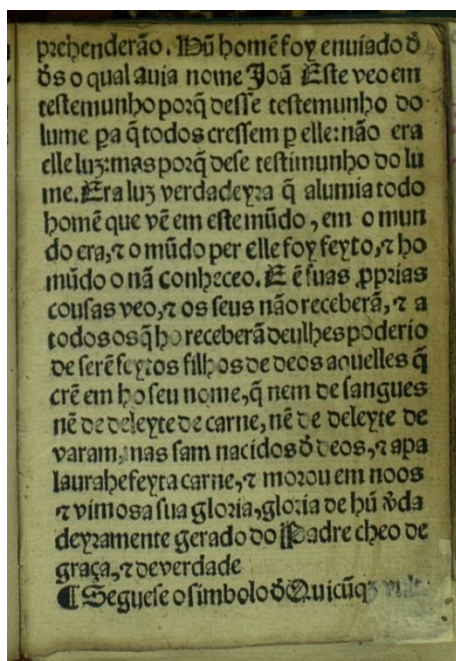 prehenderão. Hũ homẽ foy enuiado đ
đs o qual auia nome Joã Este veo em
testemunho porq̃ desse testemunho do
lume pa q̃ todos cressem p elle: não era
elle luz: mas porq̃ dese testimunho do lu
me. Era luz verdadeyra q̃ alumia todo
homẽ que vẽ em este mũdo, em o mun
do era, ⁊ o mũdo per elle foy feyto, ⁊ ho
mũdo o nã conheceo. E ẽ suas ꝓprias
cousas veo, ⁊ os seus não receberã, ⁊ a
todos os q̃ ho receberã deulhes poderio
de serẽ feytos filhos de deos aquelles q̃
crẽ em ho seu nome, q̃ nem de sangues
nẽ de deleyte de carne, nẽ de deleyte de
varam, mas sam nacidos đ deos, ⁊ a pa
laura he feyta carne, ⁊ morou em noos
⁊ vimos a sua gloria, gloria de hũ v̄da
deyramente gerado do Padre cheo de
graça, ⁊ de verdade
¶ Seguese o simbolo đ Quicũqȝ vult